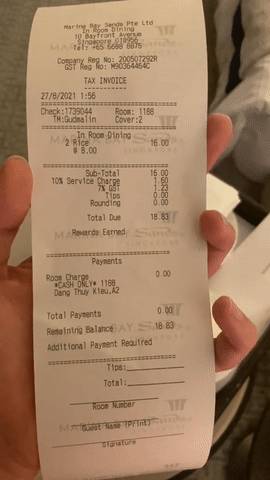 Marina Bay Sands Pte Ltd
In Room Dining
10 Bayfront Avenue
Singapore 018956
Tel: +65 6688 8875
Company Reg No: 200507292R
GST Reg No: M90364464C
TAX INVOICE
27/8/2021 1:56
Check:1739044 Room: 1188
TM:Gudmalin Cover:2
In Room Dining
2 Rice 16.00
@ 8.00
Sub-Total 16.00
10% Service Charge 1.60
7% GST 1.23
Tips 0.00
Rounding 0.00
Total Due 18.83
Rewards Earned
Payments
Room Charge 0.00
*CASH ONLY* 1188
Dang Thuy Kieu,A2
Total Payments 0.00
Remaining Balance 18.83
Additional Payment Required
Tips:
Total:
Room Number
Guest Name (Print)
Signature